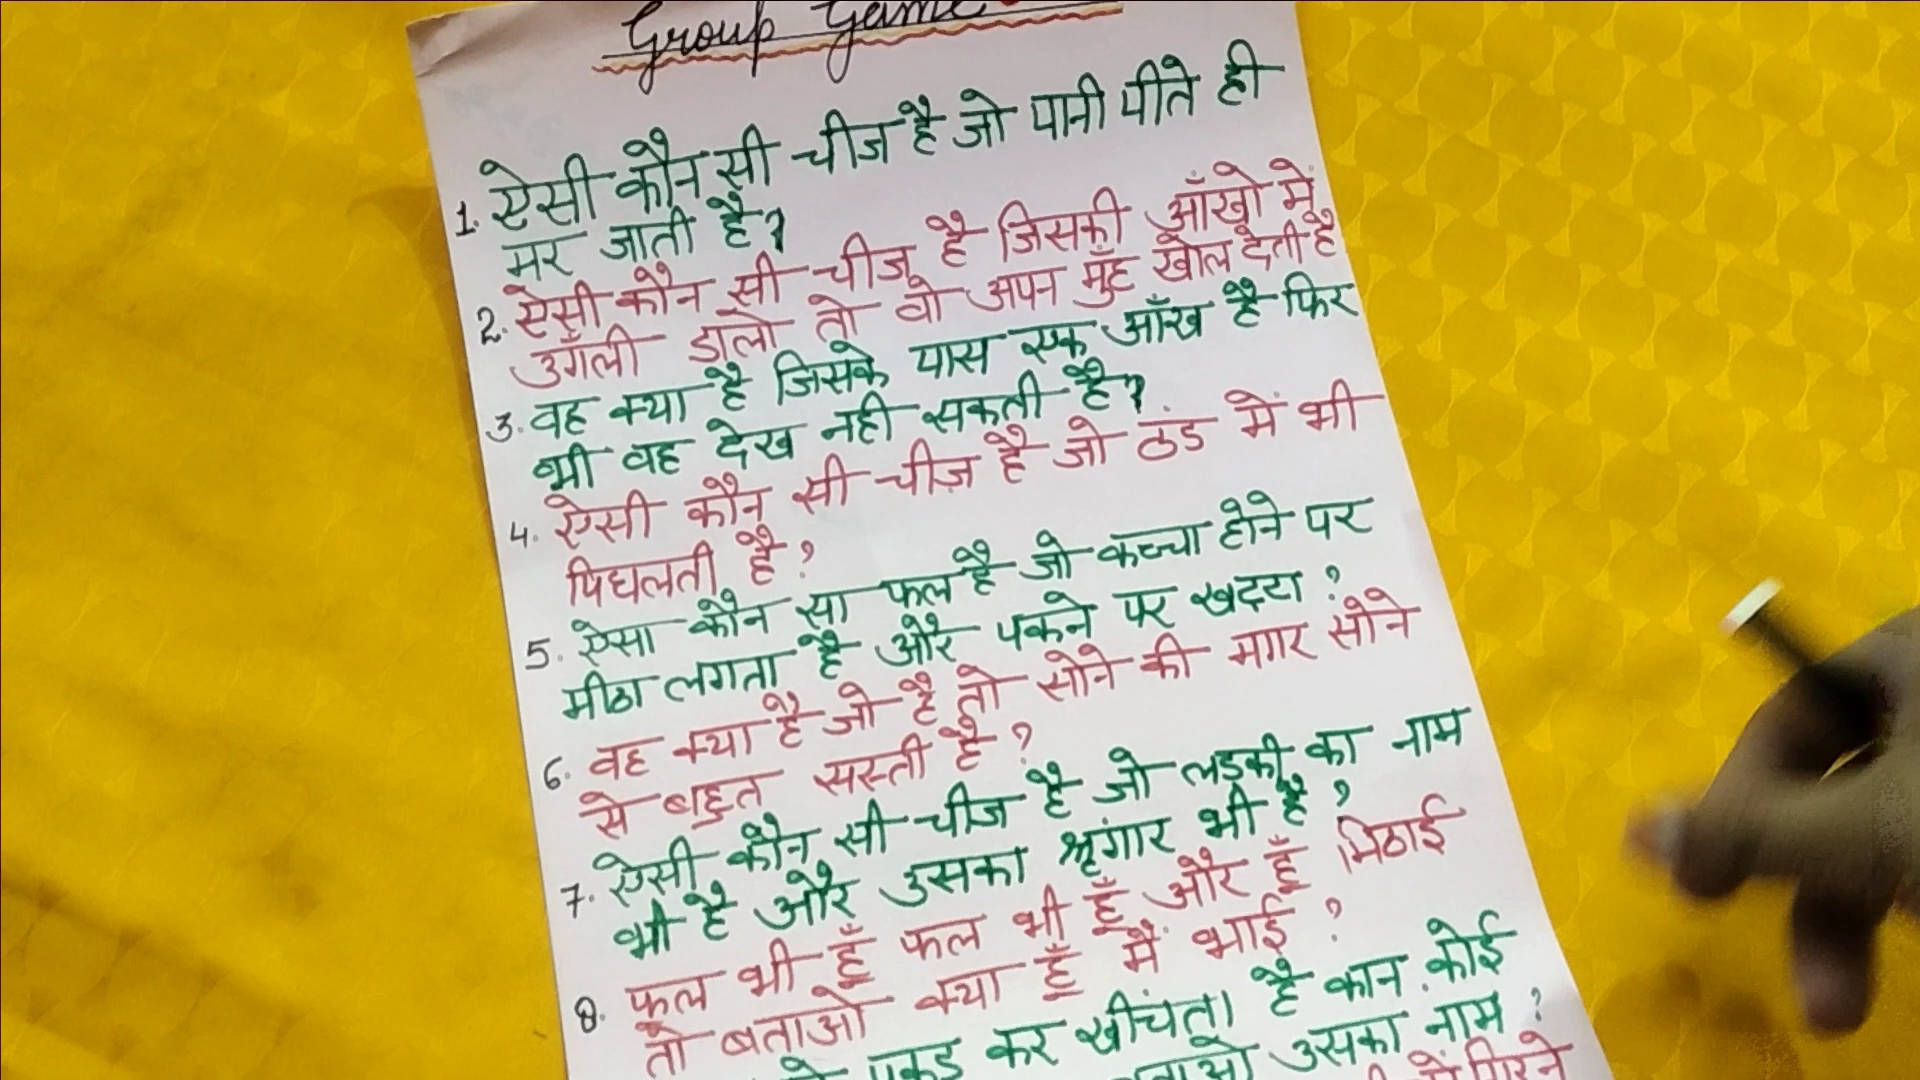 Group Game
1. ऐसी कौन सी चीज है जो पानी पीते ही
मर जाती है?
2. ऐसी कौन सी चीज है जिसकी आँखो में
उँगली डालो तो वो अपन मुँह खोल देती है
3. वह क्या है जिसके पास एक आँख है फिर
भी वह देख नही सकती है?
4. ऐसी कौन सी चीज़ है जो ठंड में भी
पिघलती है?
5. ऐसा कौन सा फल है जो कच्चा होने पर
मीठा लगता है और पकने पर खट्टा?
6. वह क्या है जो है तो सोने की मगर सोने
से बहुत सस्ती है?
7. ऐसी कौन सी चीज है जो लड़की का नाम
भी है और उसका श्रृंगार भी है?
8. फूल भी हूँ फल भी हूँ और हूँ मिठाई
तो बताओ क्या हूँ मैं भाई?
पकड कर खींचता है कान कोई
उसका नाम?